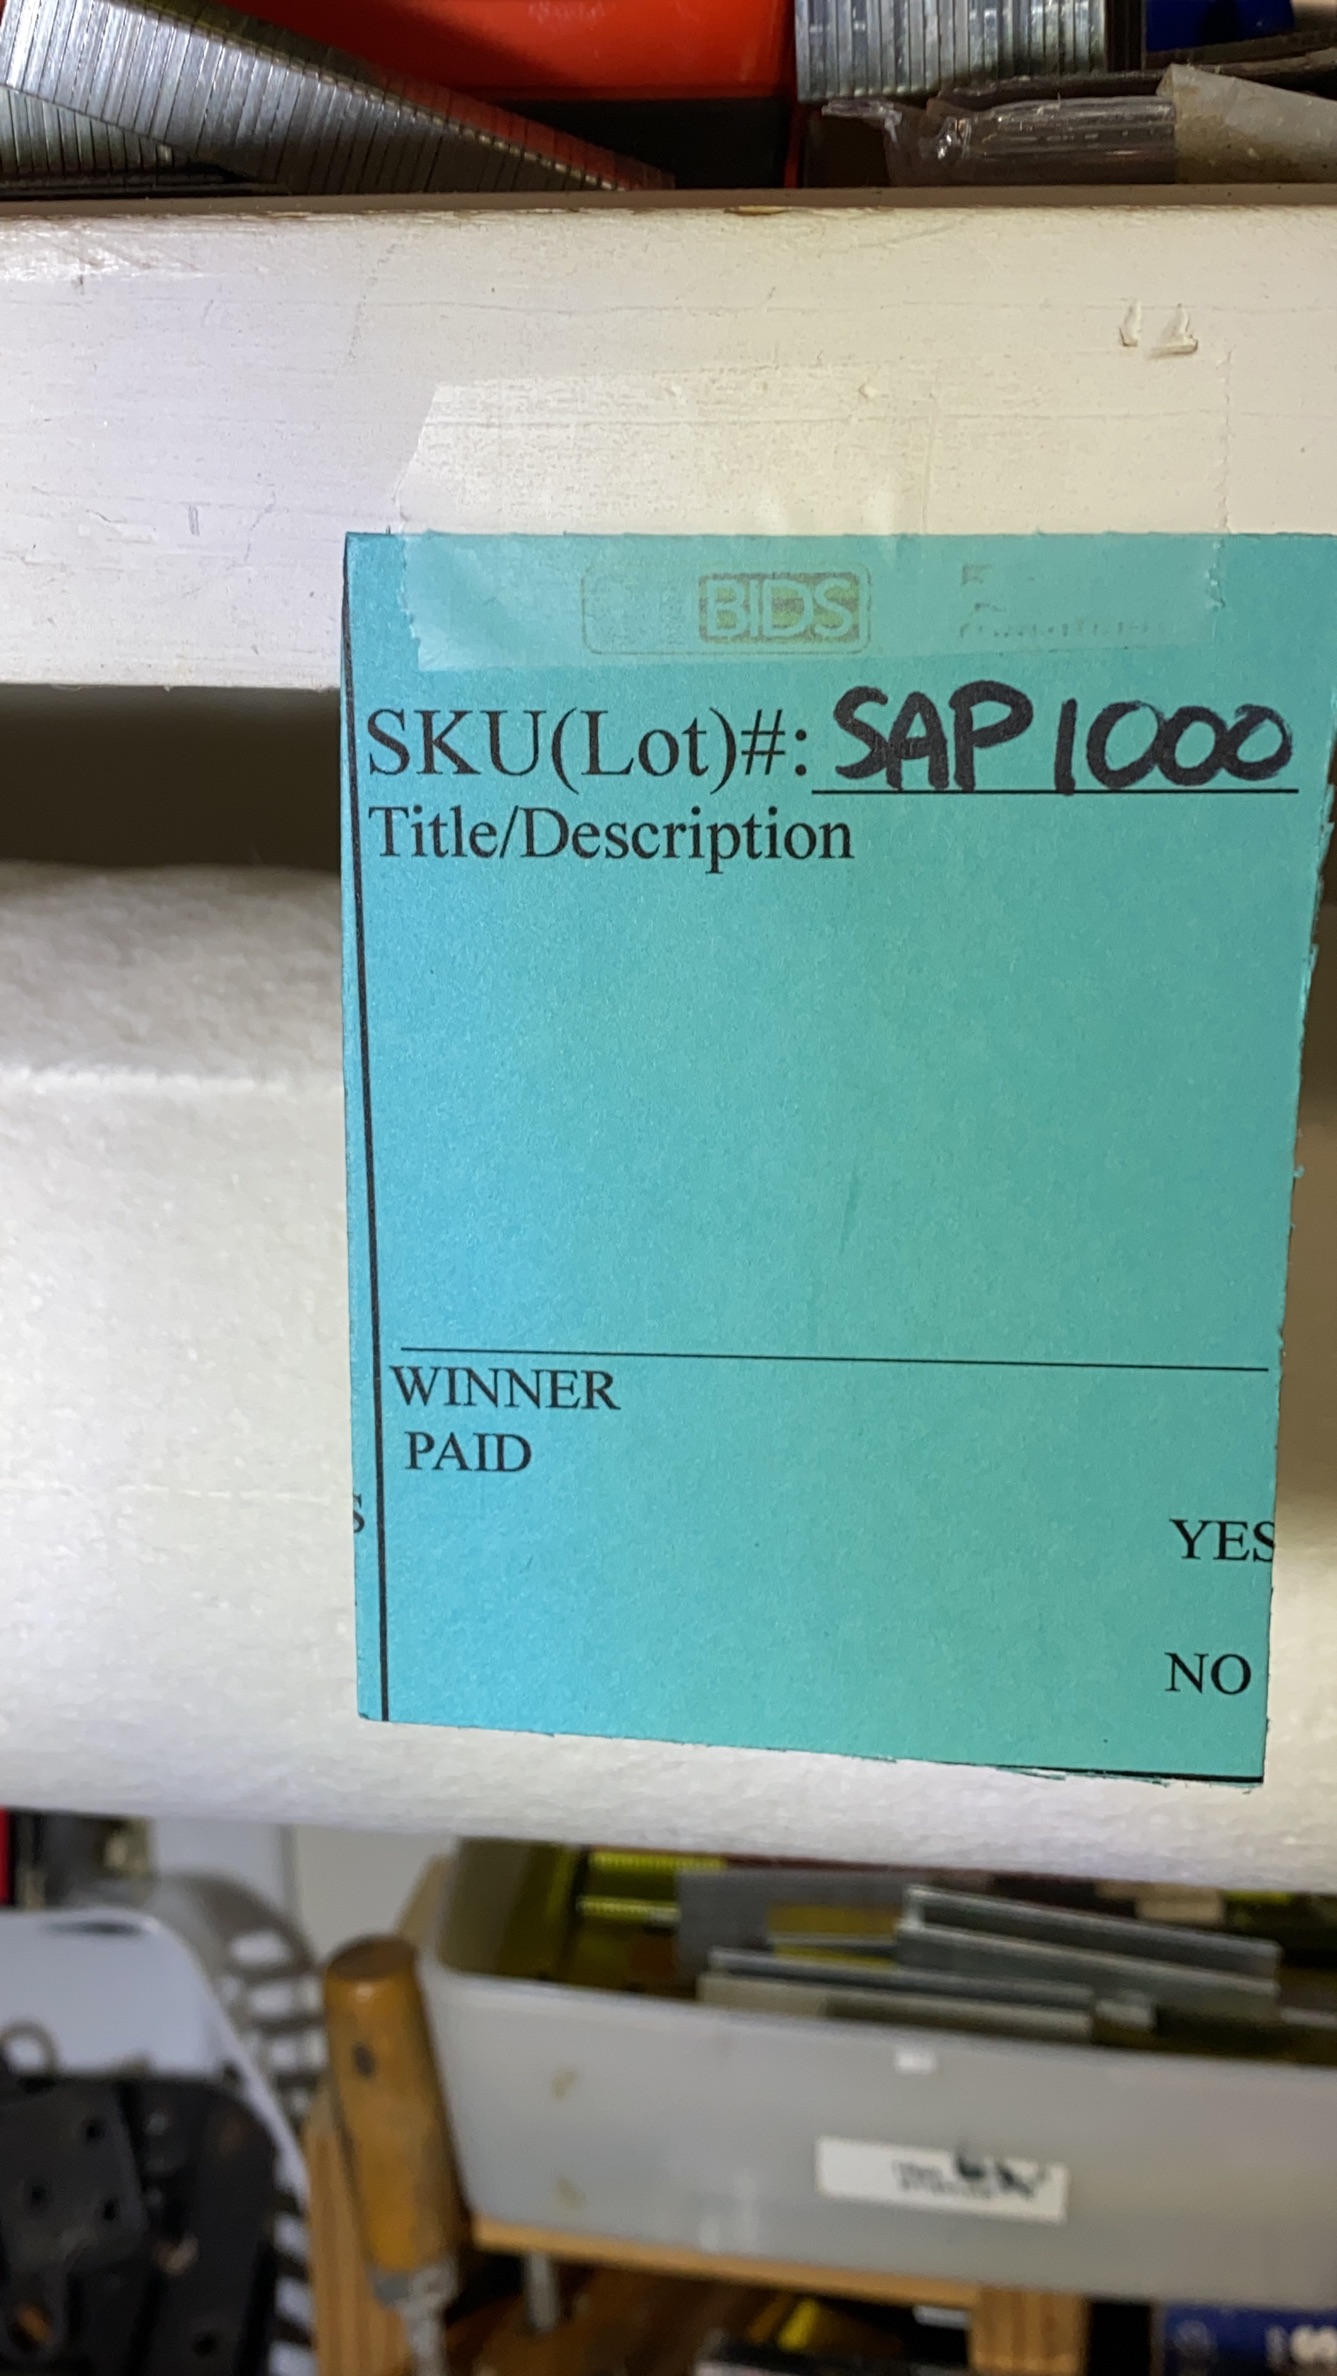 BIDS
SKU(Lot)#: SAP1000
Title/Description
WINNER
PAID
S
YES
NO